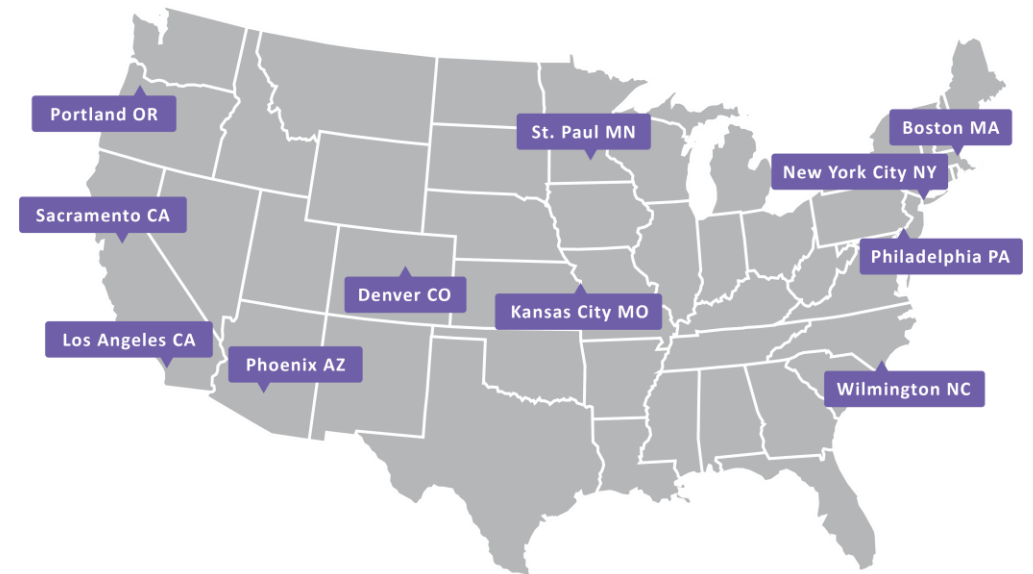 Portland OR
St. Paul MN
Boston MA
New York City NY
Sacramento CA
Philadelphia PA
Denver CO
Kansas City MO
Los Angeles CA
Phoenix AZ
Wilmington NC